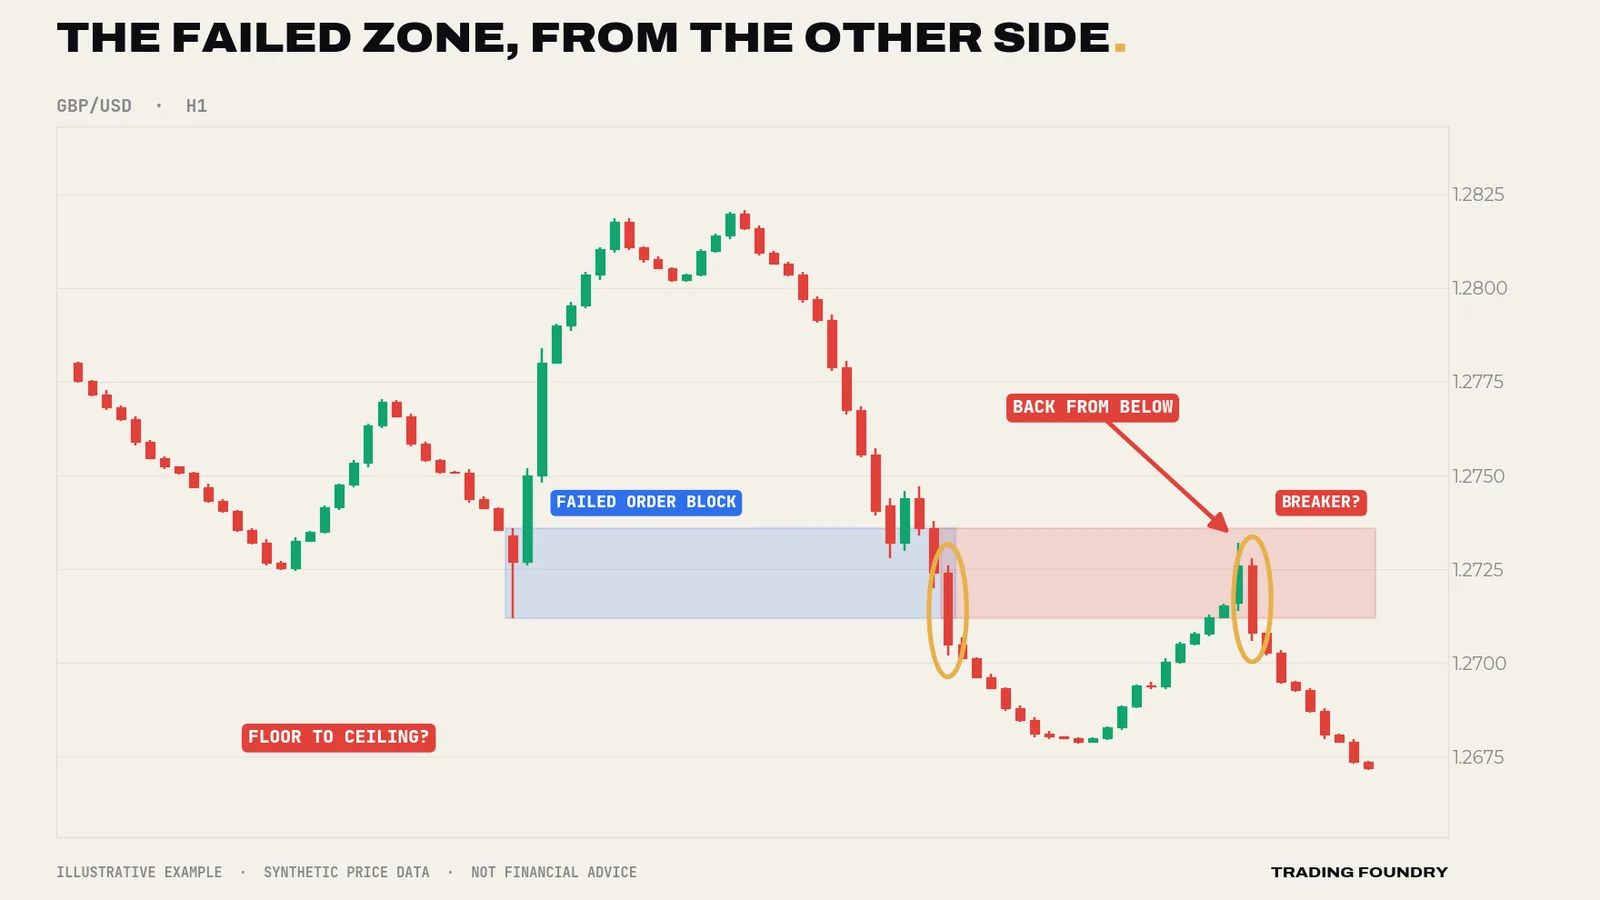 THE FAILED ZONE, FROM THE OTHER SIDE.
GBP/USD · H1
1.2825
1.2800
1.2775
BACK FROM BELOW
1.2750
FAILED ORDER BLOCK
BREAKER?
1.2725
1.2700
FLOOR TO CEILING?
1.2675
ILLUSTRATIVE EXAMPLE · SYNTHETIC PRICE DATA · NOT FINANCIAL ADVICE
TRADING FOUNDRY